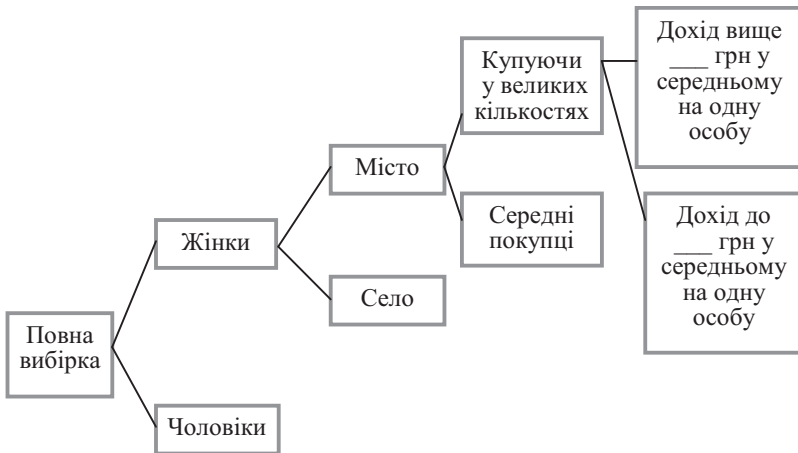 Повна
вибірка
Жінки
Чоловіки
Місто
Село
Купуючи
у великих
кількостях
Середні
покупці
Дохід вище
___ грн у
середньому
на одну
особу
Дохід до
___ грн у
середньому
на одну
особу